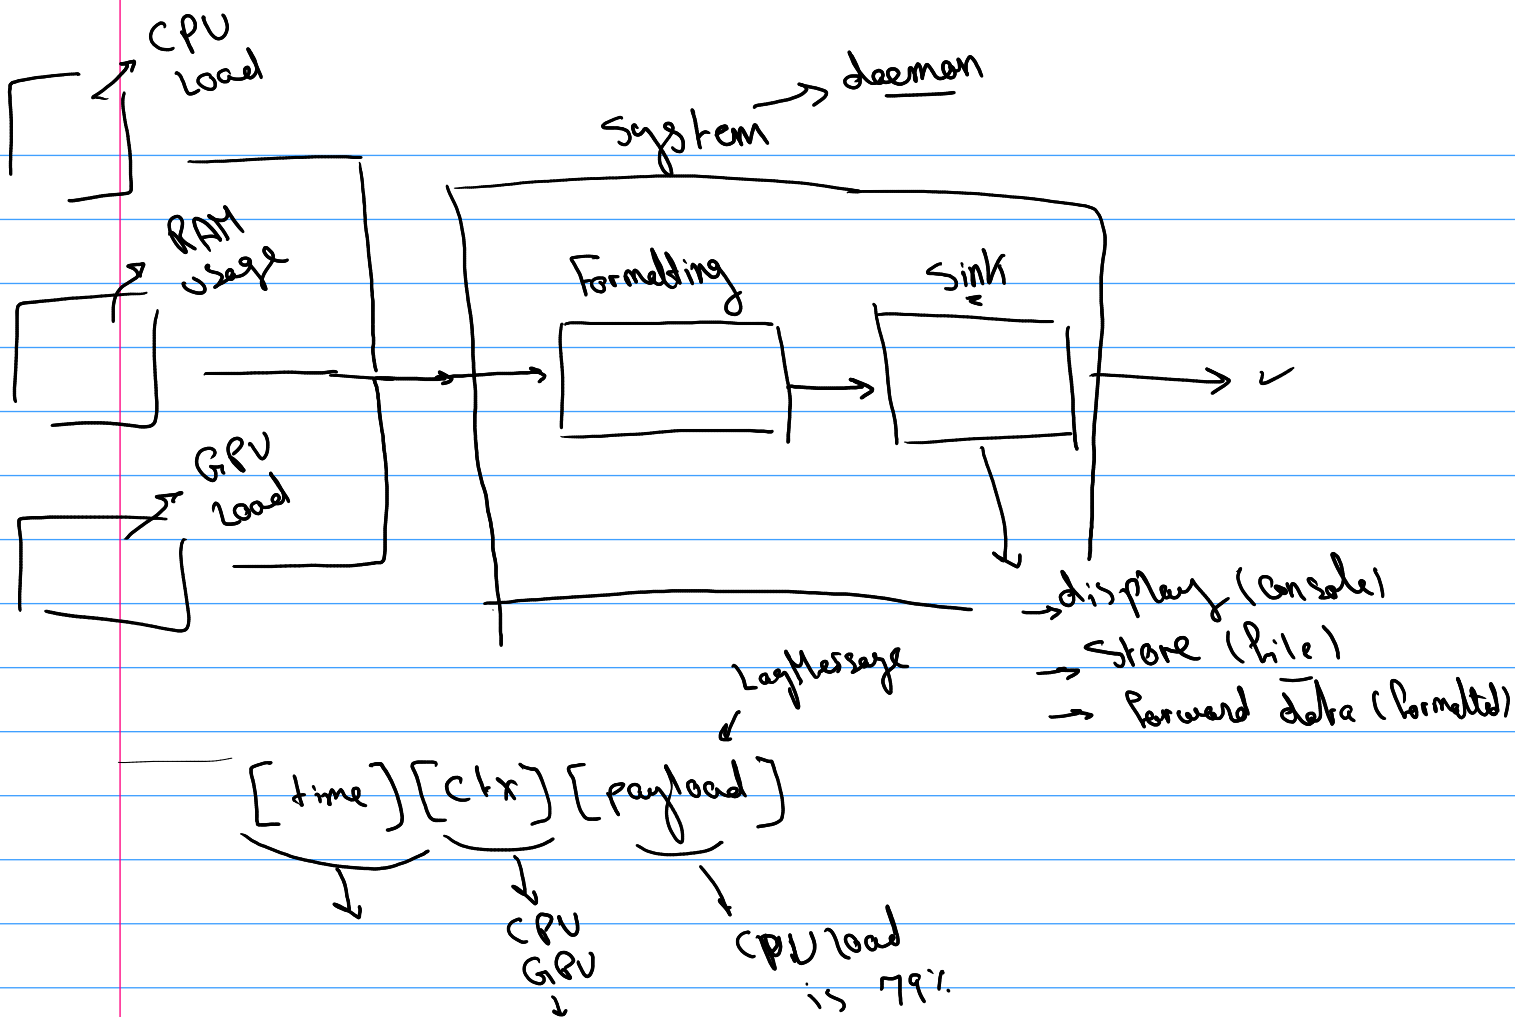 CPU
Load
System → daemon
RAM
usage
Formatting
Sink
GPU
Load
→ display (console)
→ Store (file)
→ forward data (formatted)
LogMessage
[time] [ctx] [payload]
CPU
GPU
CPU load
is 79%